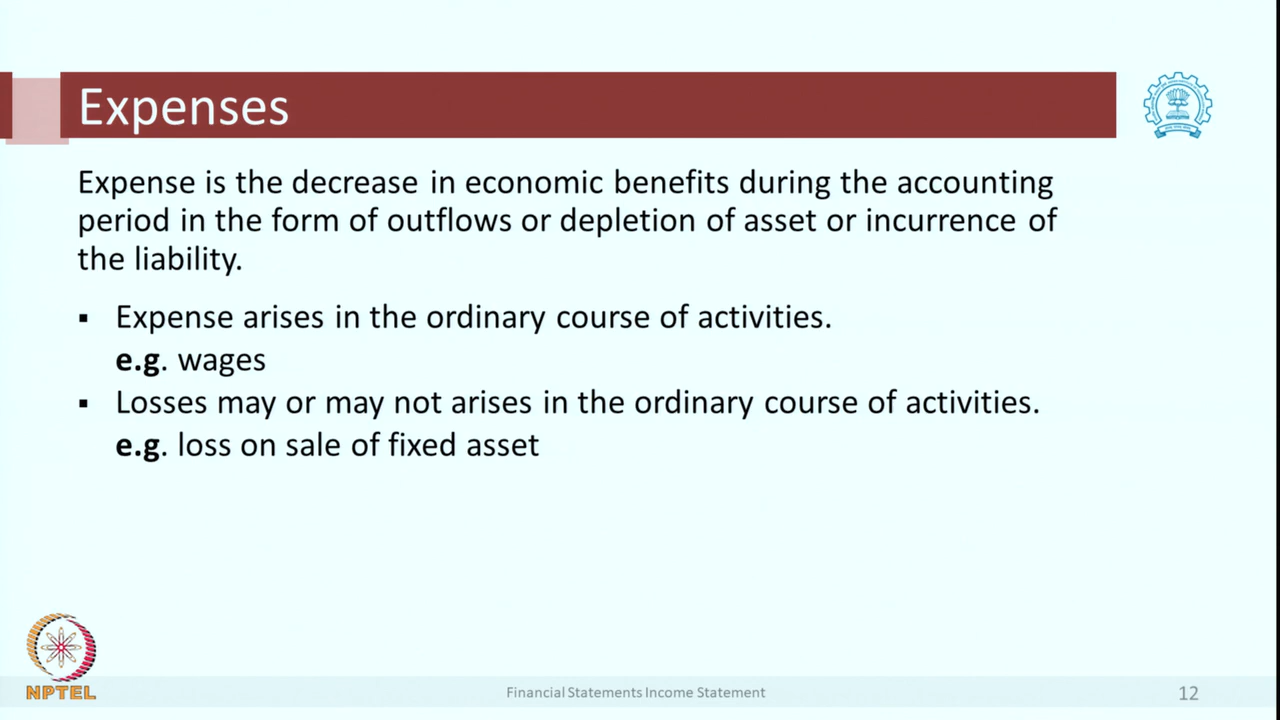 Expenses
Expense is the decrease in economic benefits during the accounting
period in the form of outflows or depletion of asset or incurrence of
the liability.
▪ Expense arises in the ordinary course of activities.
e.g. wages
▪ Losses may or may not arises in the ordinary course of activities.
e.g. loss on sale of fixed asset
NPTEL
Financial Statements Income Statement
12